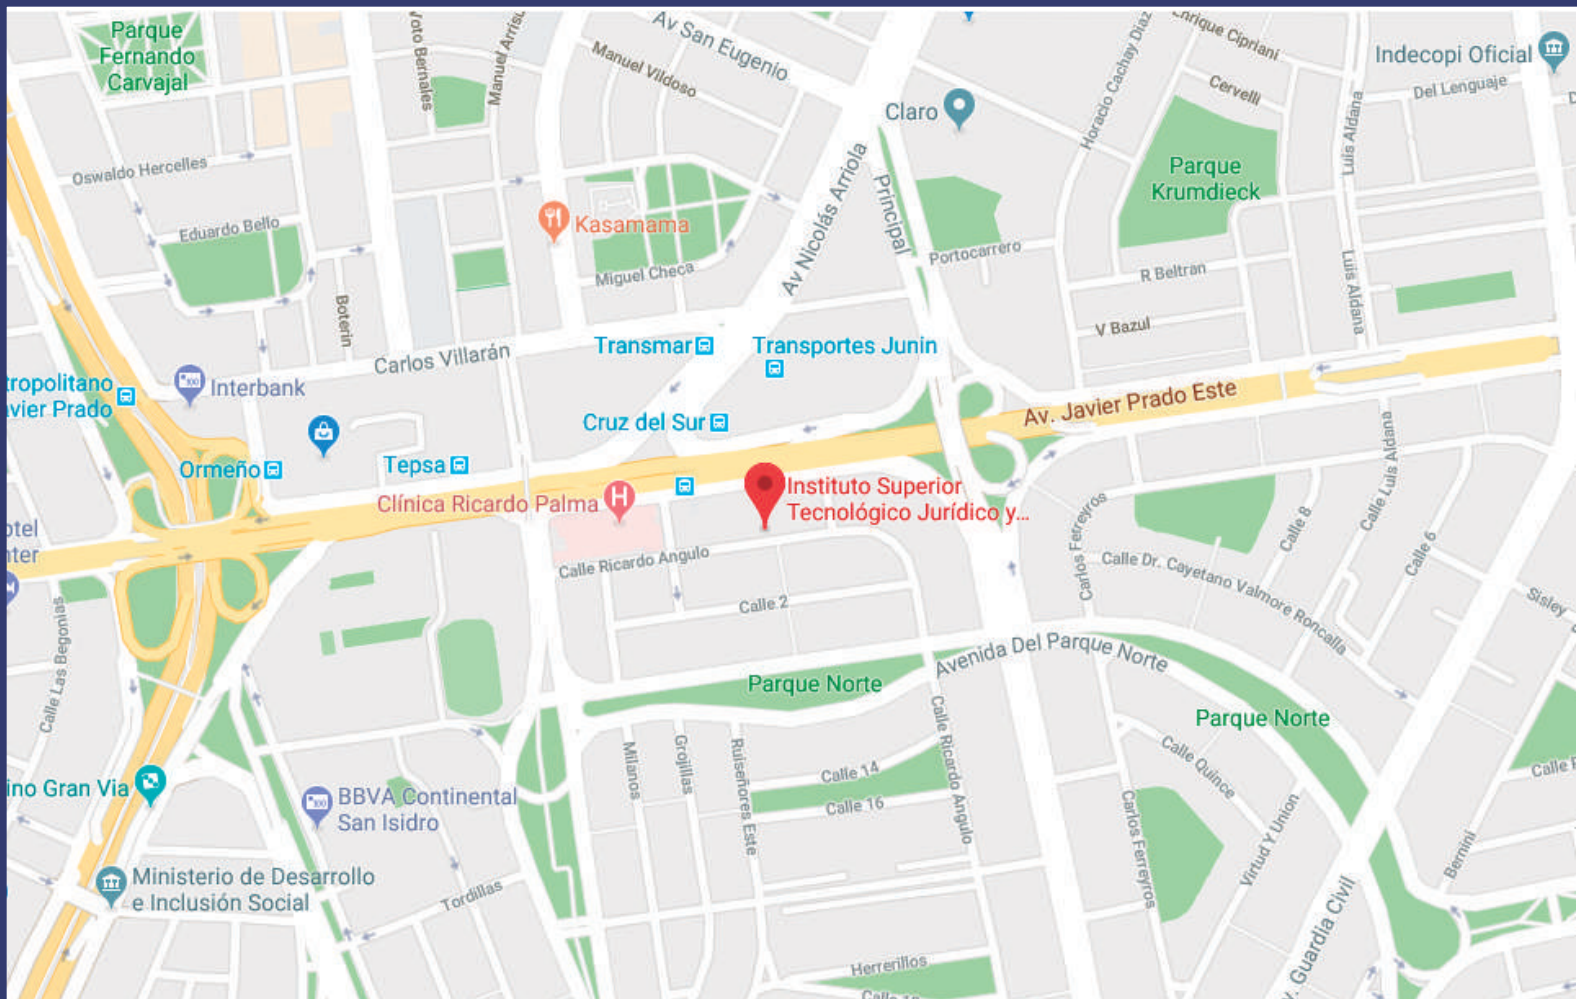 Parque
Fernando
Carvajal
Voto Bernales
Av San Eugenio
Manuel Vildoso
Enrique Cipriani
Cervelli
Horacio Cachay Diaz
Luis Aldana
Indecopi Oficial
Del Lenguaje
Claro
Oswaldo Hercelles
Eduardo Bello
Kasamama
Miguel Checa
Av Nicolás Arriola
Principal
Parque
Krumdieck
Portocarrero
R Beltran
Luis Aldana
V Bazul
Boterin
Carlos Villarán
Transmar
Transportes Junin
Interbank
tropolitano
avier Prado
Cruz del Sur
Av. Javier Prado Este
Ormeño
Tepsa
Clínica Ricardo Palma
H
Instituto Superior
Tecnológico Jurídico y...
Calle Luis Aldana
Carlos Ferreyros
Calle 8
Calle 6
Calle Ricardo Angulo
Calle Dr. Cayetano Valmore Roncalla
Calle 2
Sisley
Calle Las Begonias
Avenida Del Parque Norte
Parque Norte
Parque Norte
Calle Ricardo Angulo
Milanos
Grojillas
Ruiseñores Este
Calle 14
Calle 16
Calle Quince
Carlos Ferreyros
Virtud Y Union
Bernini
ino Gran Via
BBVA Continental
San Isidro
Ministerio de Desarrollo
e Inclusión Social
Tordillas
Herrerillos
Guardia Civil